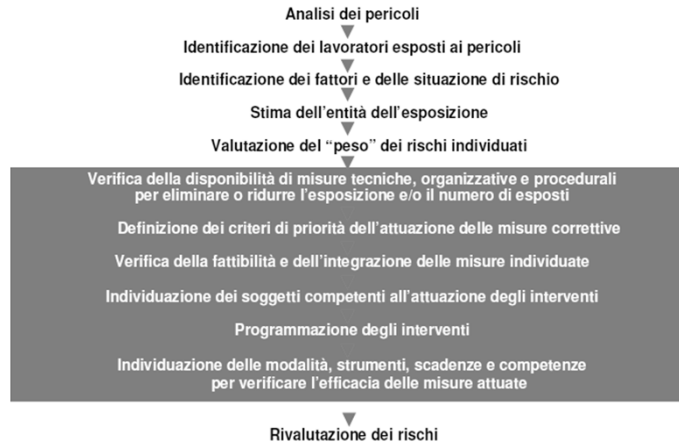 Analisi dei pericoli
Identificazione dei lavoratori esposti ai pericoli
Identificazione dei fattori e delle situazione di rischio
Stima dell'entità dell'esposizione
Valutazione del “peso” dei rischi individuati
Verifica della disponibilità di misure tecniche, organizzative e procedurali
per eliminare o ridurre l'esposizione e/o il numero di esposti
Definizione dei criteri di priorità dell'attuazione delle misure correttive
Verifica della fattibilità e dell'integrazione delle misure individuate
Individuazione dei soggetti competenti all'attuazione degli interventi
Programmazione degli interventi
Individuazione delle modalità, strumenti, scadenze e competenze
per verificare l'efficacia delle misure attuate
Rivalutazione dei rischi